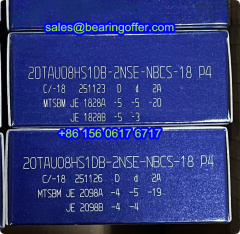 sales@bearingoffer.com
20TAU08HS1DB-2NSE-NBCS-18 P4
C/-18 251123 D d 2A
MTSBM JE 1828A -5 -5 -20
JE 1828B -5 -3
20TAU08HS1DB-2NSE-NBCS-18 P4
+86 156 0617 6717
C/-18 251126 D d 2A
MTSBM JE 2098A -4 -5 -19
JE 2098B -4 -4